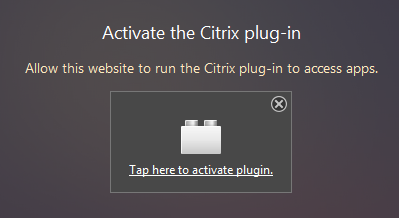 Activate the Citrix plug-in
Allow this website to run the Citrix plug-in to access apps.
Tap here to activate plugin.